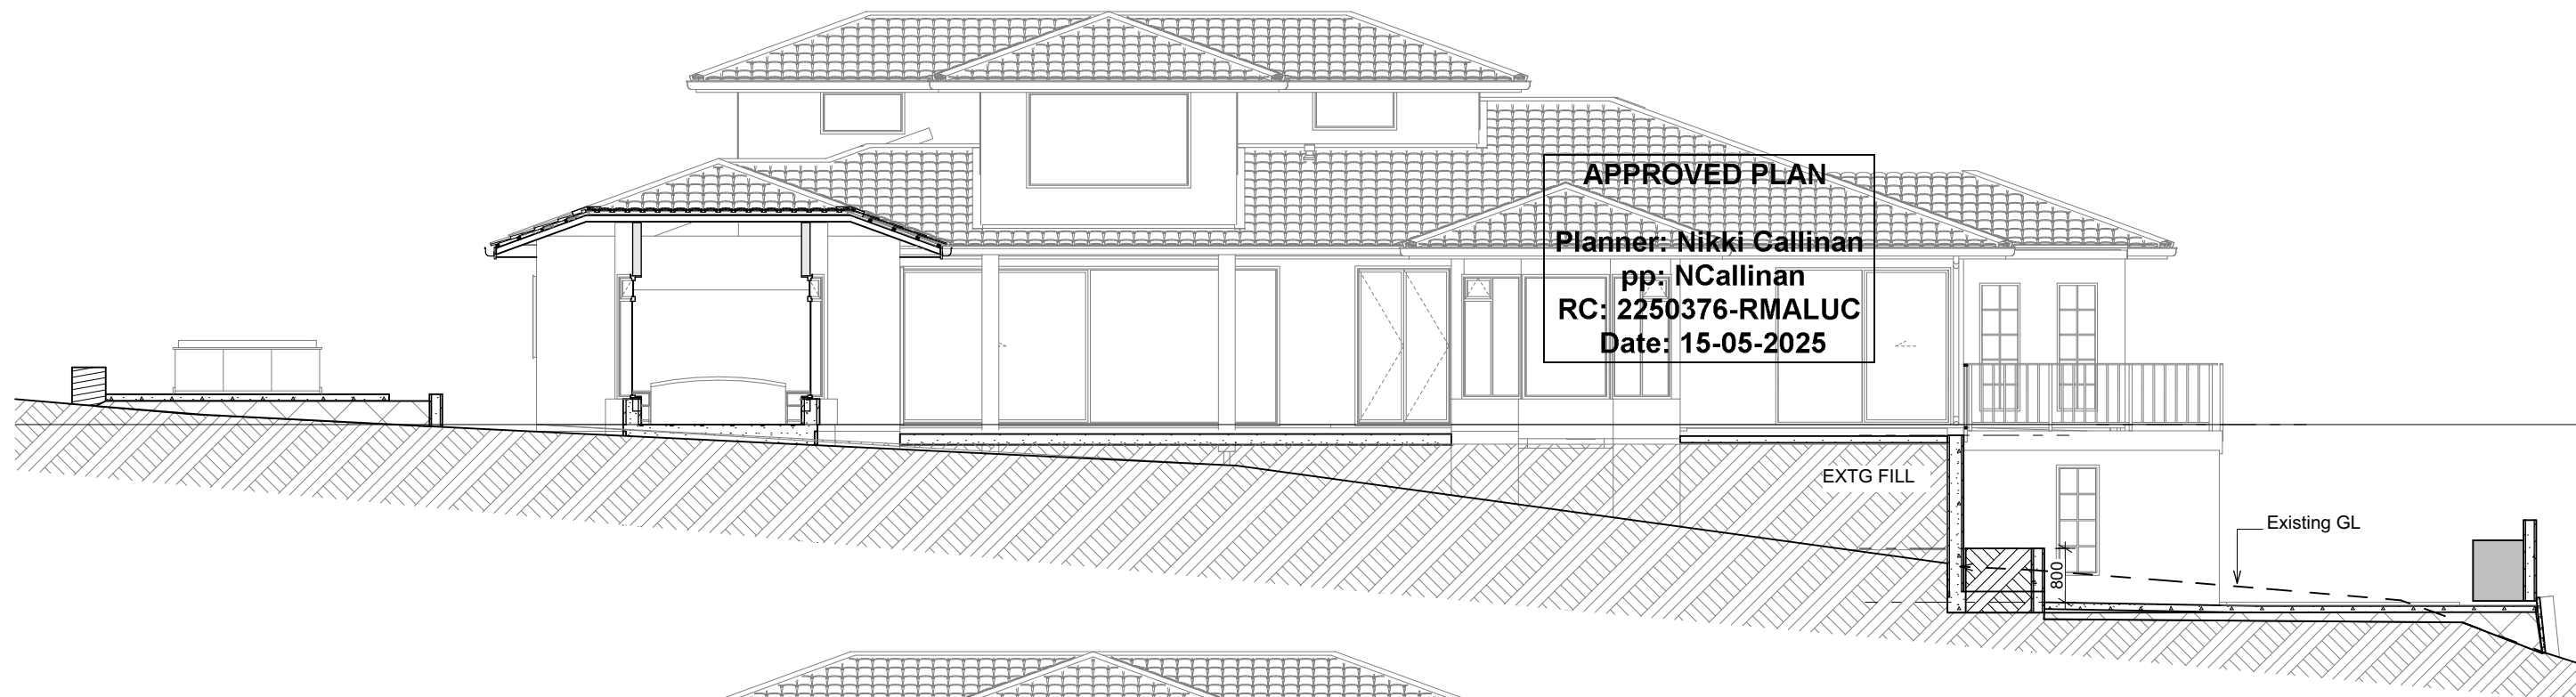 APPROVED PLAN
Planner: Nikki Callinan
pp: NCallinan
RC: 2250376-RMALUC
Date: 15-05-2025
EXTG FILL
Existing GL
800